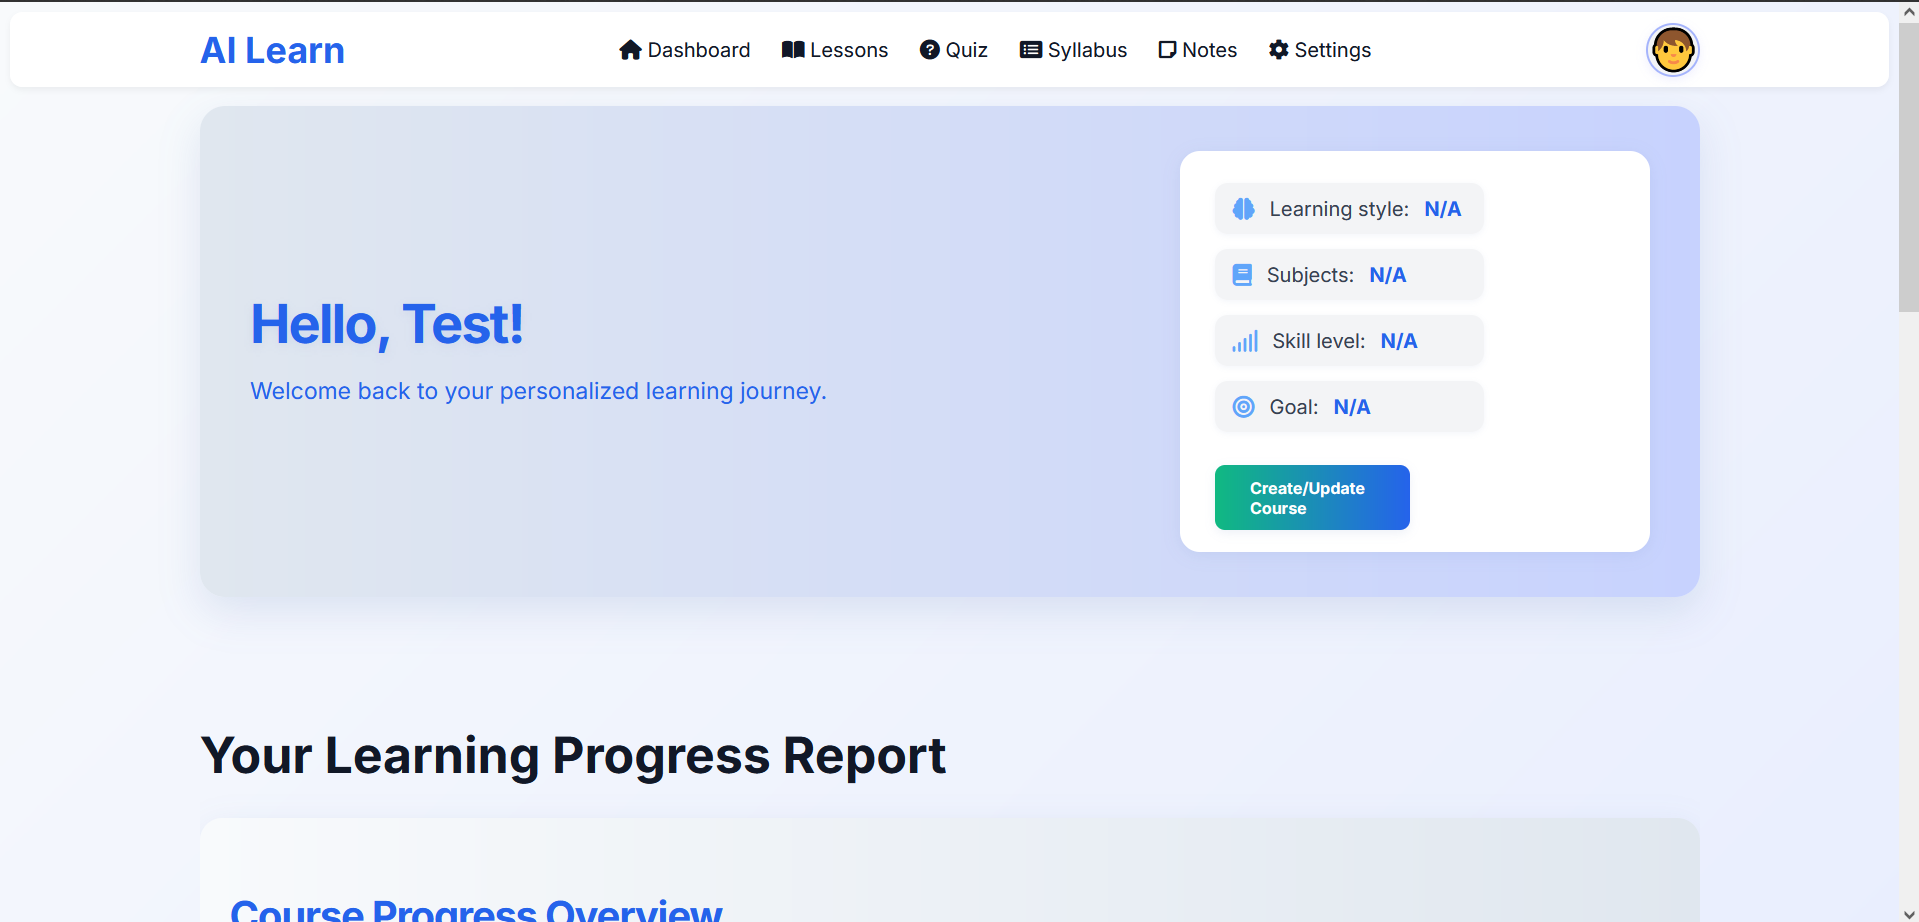 AI Learn
Dashboard
Lessons
Quiz
Syllabus
Notes
Settings
Hello, Test!
Welcome back to your personalized learning journey.
Learning style: N/A
Subjects: N/A
Skill level: N/A
Goal: N/A
Create/Update
Course
Your Learning Progress Report
Course Progress Overview